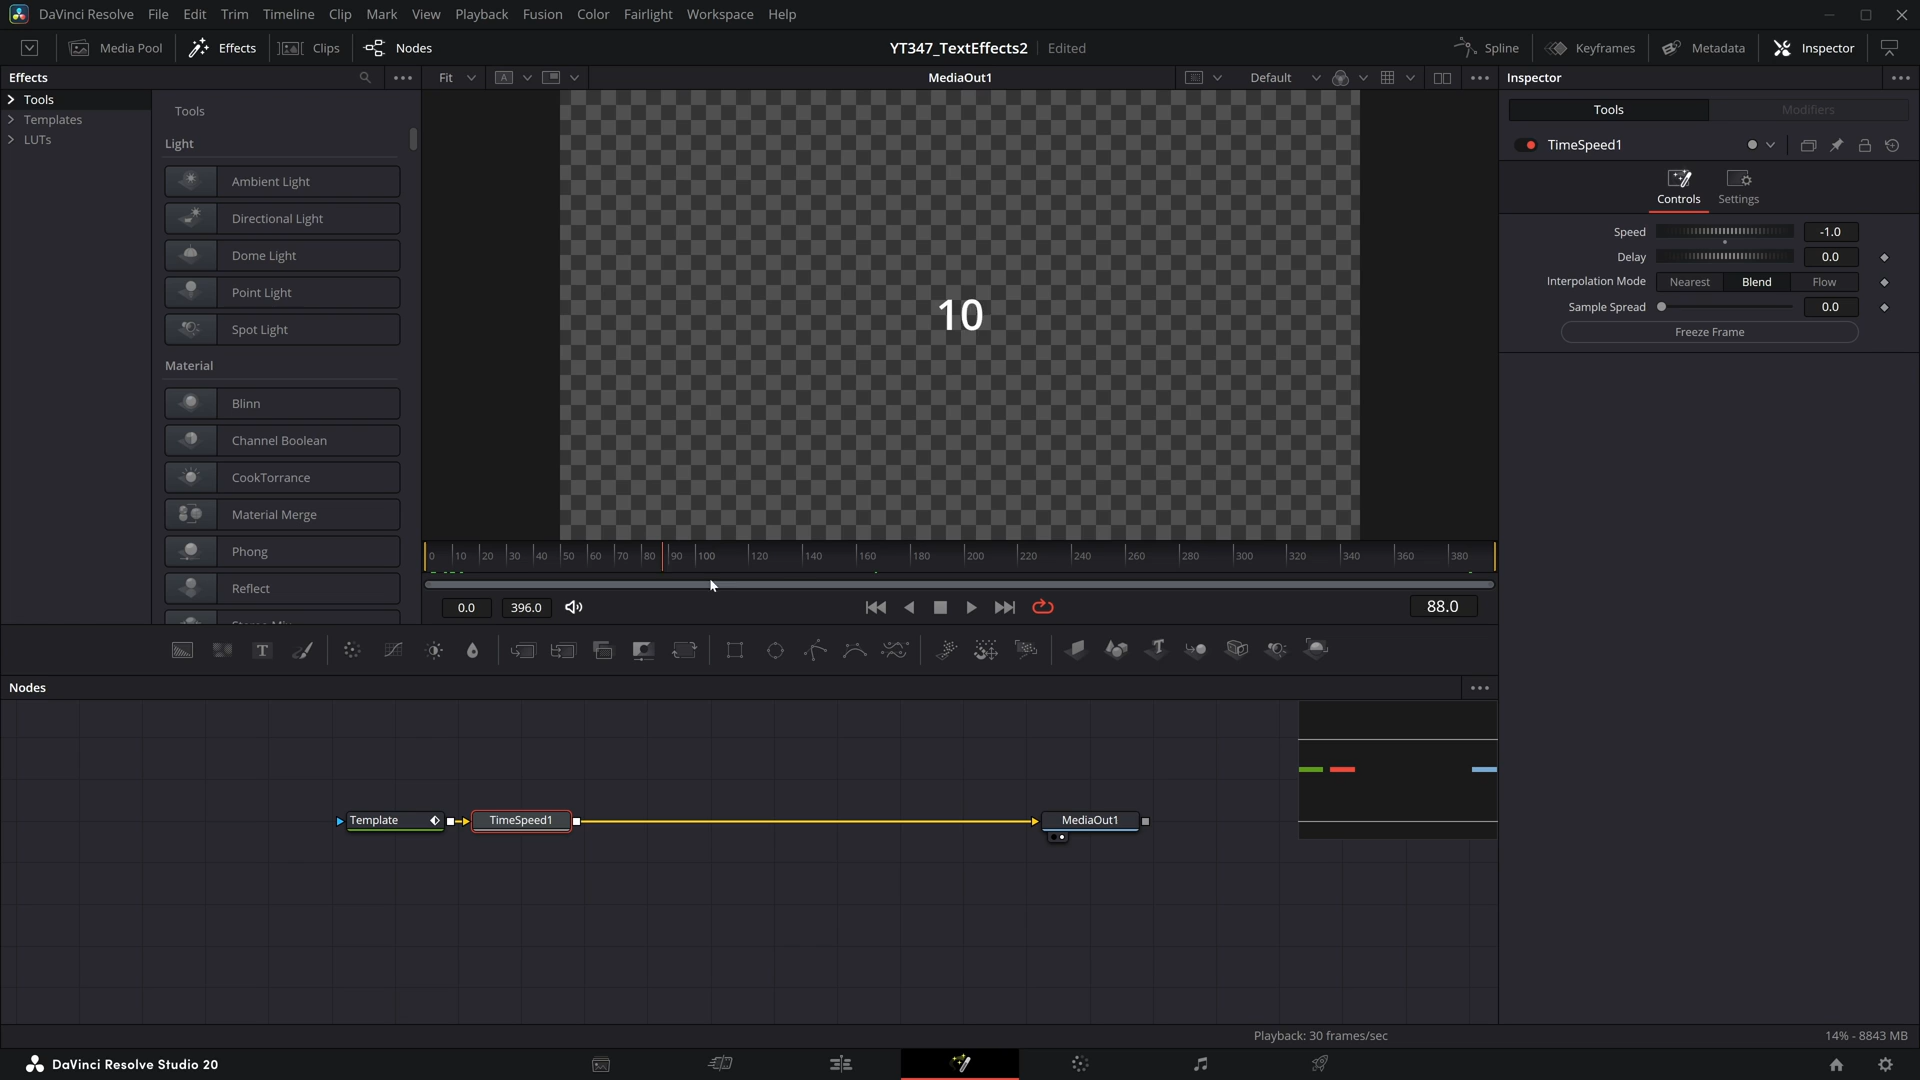 DaVinci Resolve File Edit Trim Timeline Clip Mark View Playback Fusion Color Fairlight Workspace Help
Media Pool Effects Clips Nodes YT347_TextEffects2 Edited Spline Keyframes Metadata Inspector
Effects Fit A MediaOut1 Default Inspector
Tools
Templates
LUTs
Tools
Light
Ambient Light
Directional Light
Dome Light
Point Light
Spot Light
Material
Blinn
Channel Boolean
CookTorrance
Material Merge
Phong
Reflect
10
0 10 20 30 40 50 60 70 80 90 100 120 140 160 180 200 220 240 260 280 300 320 340 360 380
0.0 396.0 88.0
Tools Modifiers
TimeSpeed1
Controls Settings
Speed -1.0
Delay 0.0
Interpolation Mode Nearest Blend Flow
Sample Spread 0.0
Freeze Frame
T T
Nodes
Template TimeSpeed1 MediaOut1
Playback: 30 frames/sec 14% - 8843 MB
DaVinci Resolve Studio 20